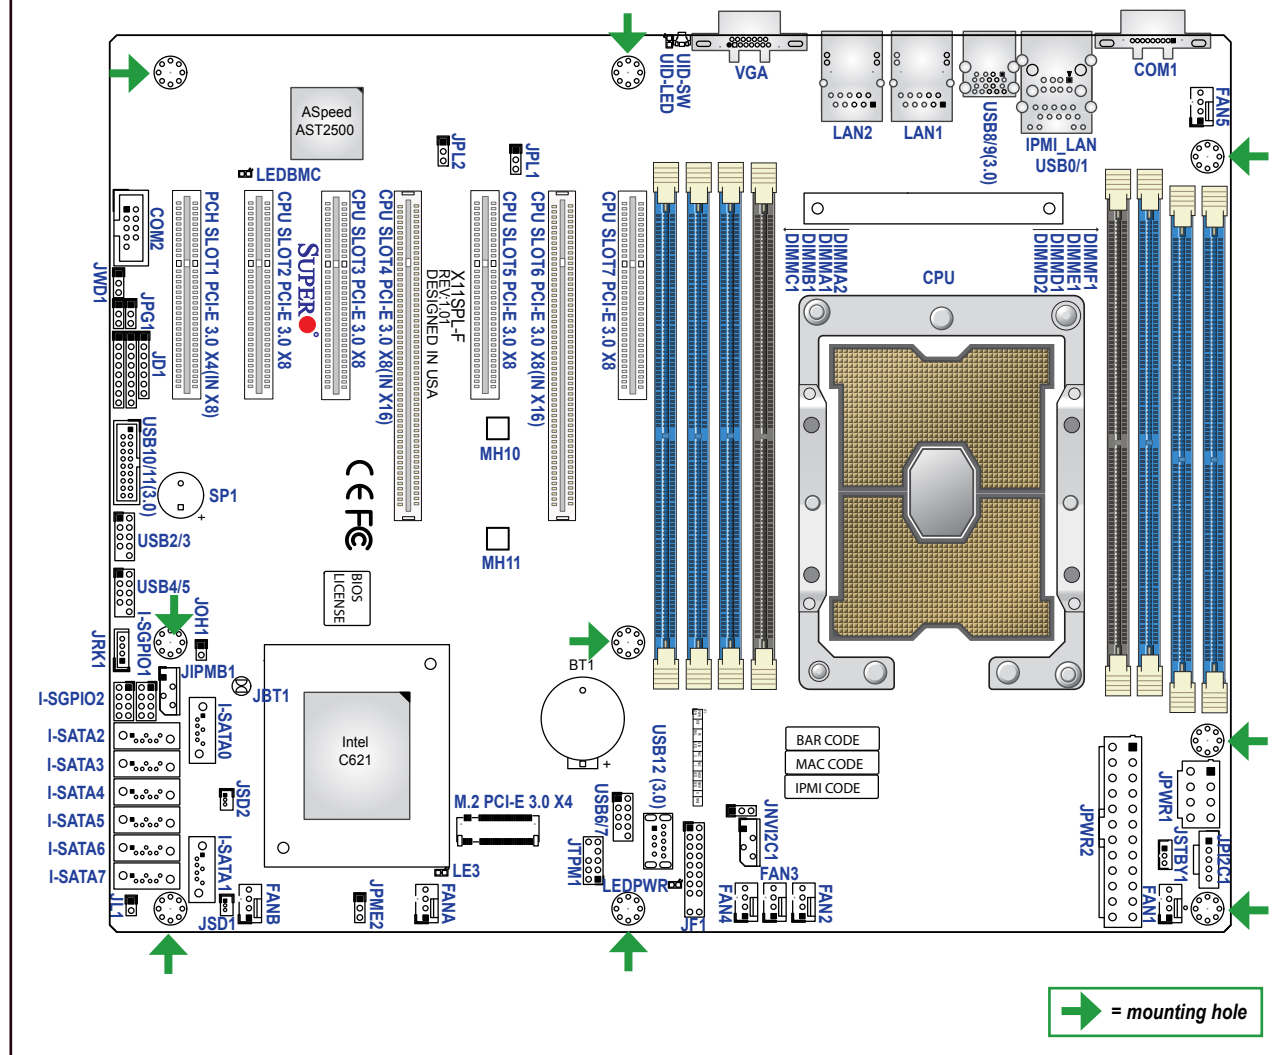 UID-LED
UID-SW
VGA
LAN2
LAN1
USB8/9(3.0)
IPMI_LAN
USB0/1
COM1
FAN5
ASpeed
AST2500
LEDBMC
JPL2
JPL1
COM2
JWD1
JPG1
JD1
PCH SLOT1 PCI-E 3.0 X4(IN X8)
CPU SLOT2 PCI-E 3.0 X8
SUPER
CPU SLOT3 PCI-E 3.0 X8
CPU SLOT4 PCI-E 3.0 X8(IN X16)
X11SPL-F
REV:1.01
DESIGNED IN USA
CPU SLOT5 PCI-E 3.0 X8
CPU SLOT6 PCI-E 3.0 X8(IN X16)
CPU SLOT7 PCI-E 3.0 X8
DIMMC1
DIMMB1
DIMMA1
DIMMA2
CPU
DIMMD2
DIMMD1
DIMME1
DIMMF1
MH10
MH11
USB10/11(3.0)
SP1
+
USB2/3
USB4/5
CE FC
BIOS
LICENSE
JRK1
I-SGPIO1
JOH1
JIPMB1
JBT1
I-SGPIO2
I-SATA0
I-SATA2
I-SATA3
I-SATA4
I-SATA5
I-SATA6
I-SATA7
JSD2
I-SATA1
JL1
JSD1
FANB
Intel
C621
BT1
+
M.2 PCI-E 3.0 X4
LE3
JPME2
FANA
USB6/7
JTPM1
USB12 (3.0)
LEDPWR
JF1
JNVI2C1
FAN4
FAN3
FAN2
BAR CODE
MAC CODE
IPMI CODE
JPWR2
JPWR1
JSTBY1
JPI2C1
FAN1
= mounting hole